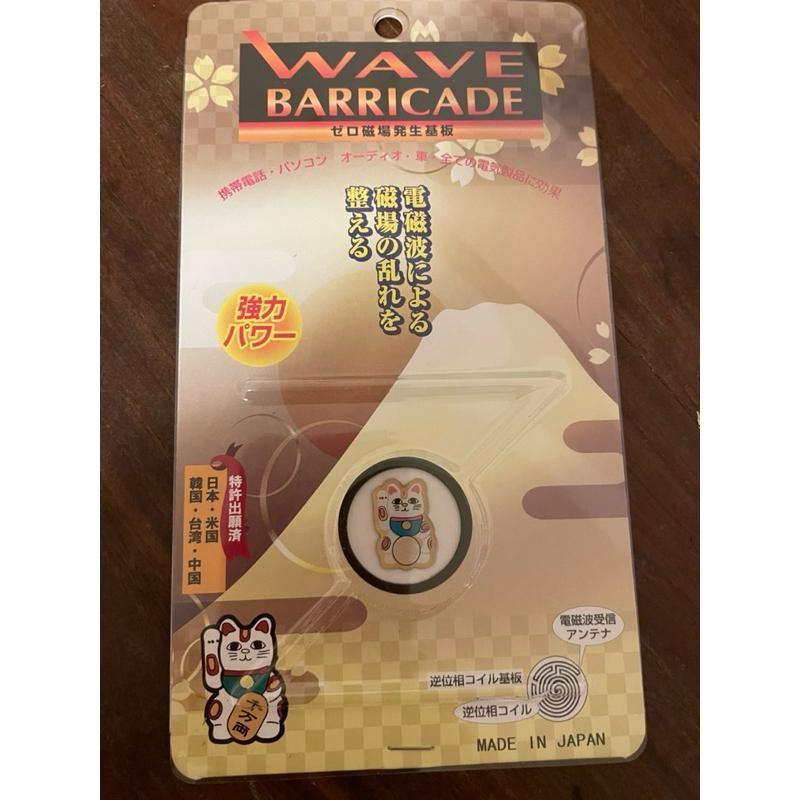 WAVE
BARRICADE
ゼロ磁場発生基板
携帯電話・パソコン オーディオ・車 全ての電気製品に効果
電磁波による
磁場の乱れを
整える
強力
パワー
特許出願済
日本・米国
韓国・台湾・中国
電磁波受信
アンテナ
逆位相コイル基板
逆位相コイル
千万両
MADE IN JAPAN